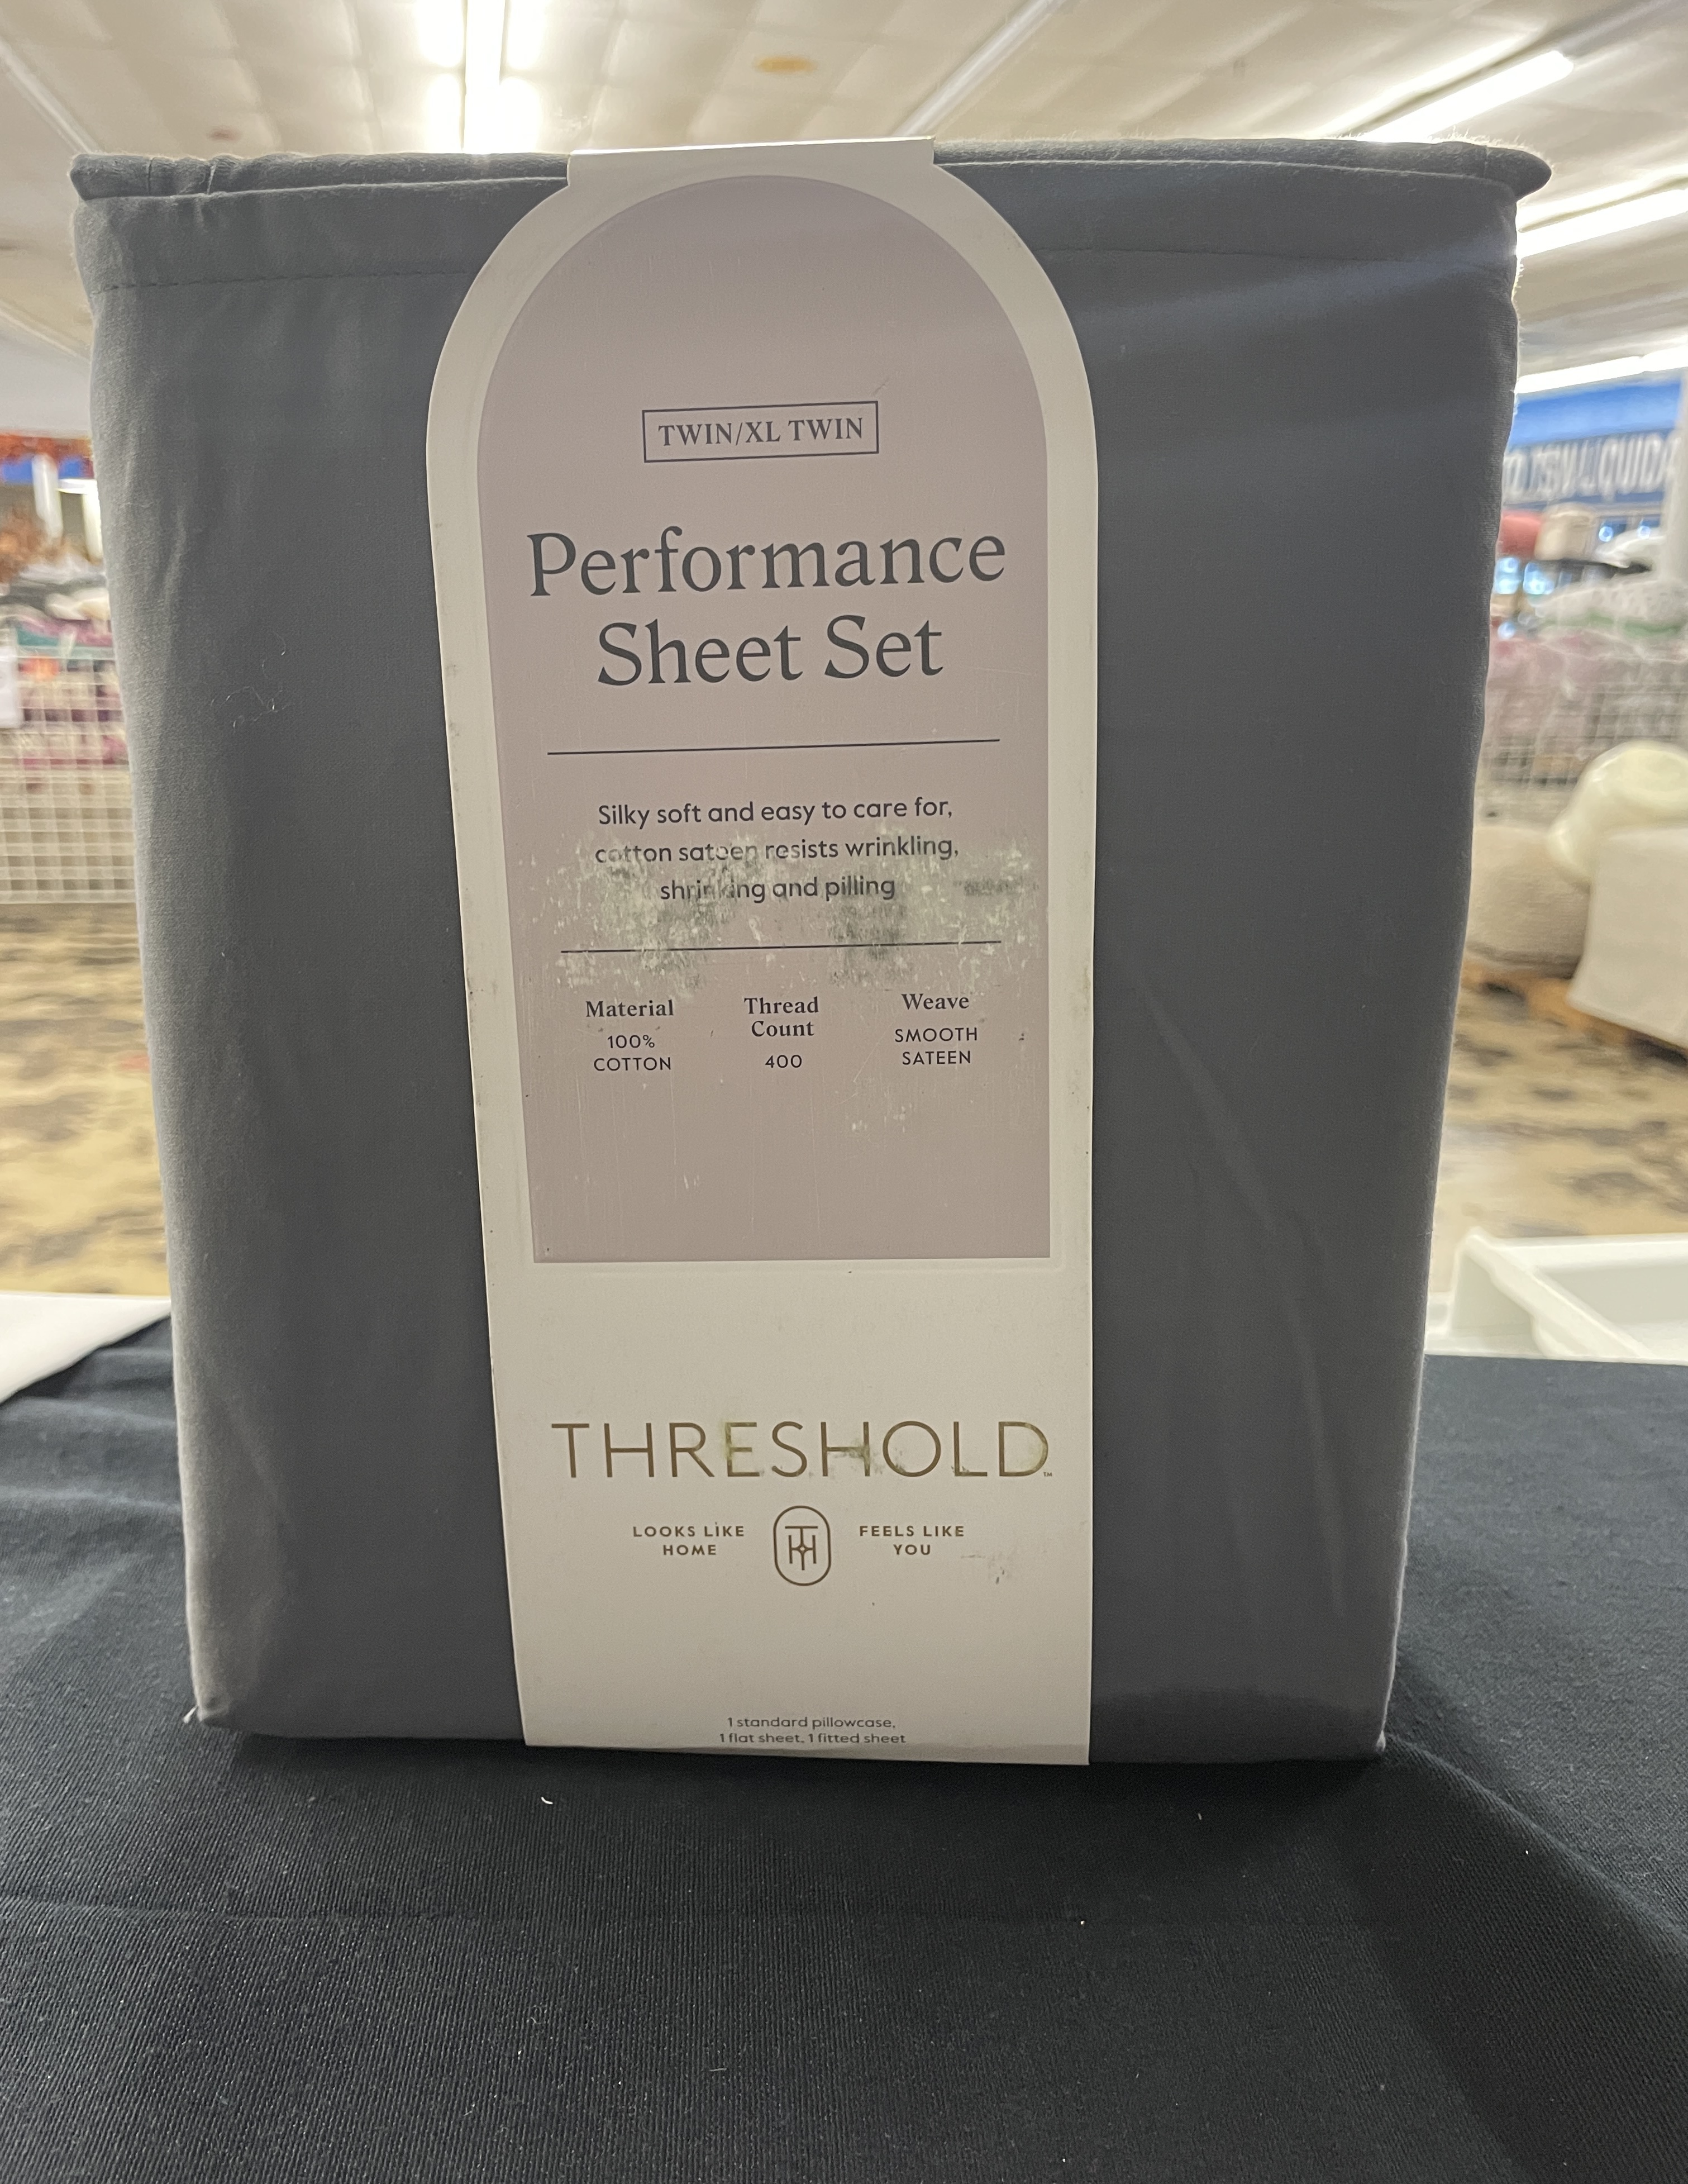 TWIN/XL TWIN
Performance
Sheet Set
Silky soft and easy to care for,
cotton sateen resists wrinkling,
shrinking and pilling
Material
100%
COTTON
Thread
Count
400
Weave
SMOOTH
SATEEN
THRESHOLD™
LOOKS LIKE
HOME
TH
FEELS LIKE
YOU
1 standard pillowcase,
1 flat sheet, 1 fitted sheet